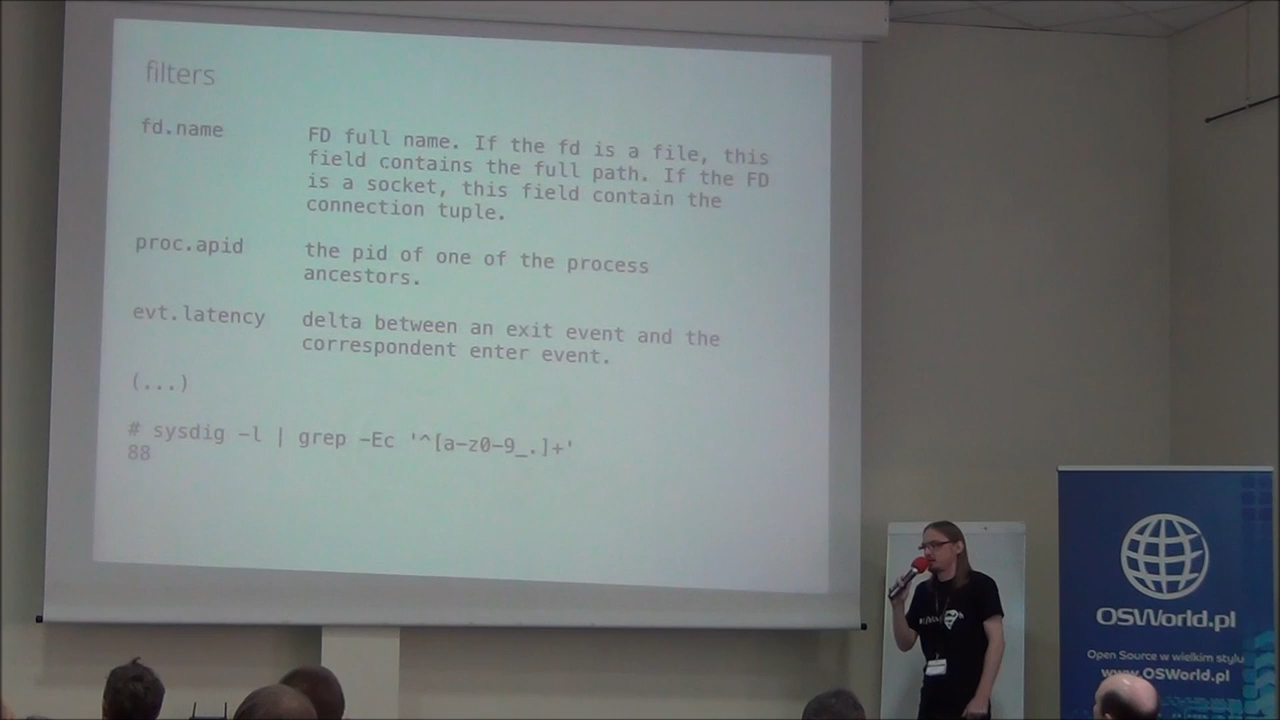 filters
fd.name
FD full name. If the fd is a file, this
field contains the full path. If the FD
is a socket, this field contain the
connection tuple.
proc.apid
the pid of one of the process
ancestors.
evt.latency
delta between an exit event and the
correspondent enter event.
(...)
# sysdig -l | grep -Ec '^[a-z0-9_.]+'
88
OSWorld.pl
Open Source w wielkim stylu
www.OSWorld.pl